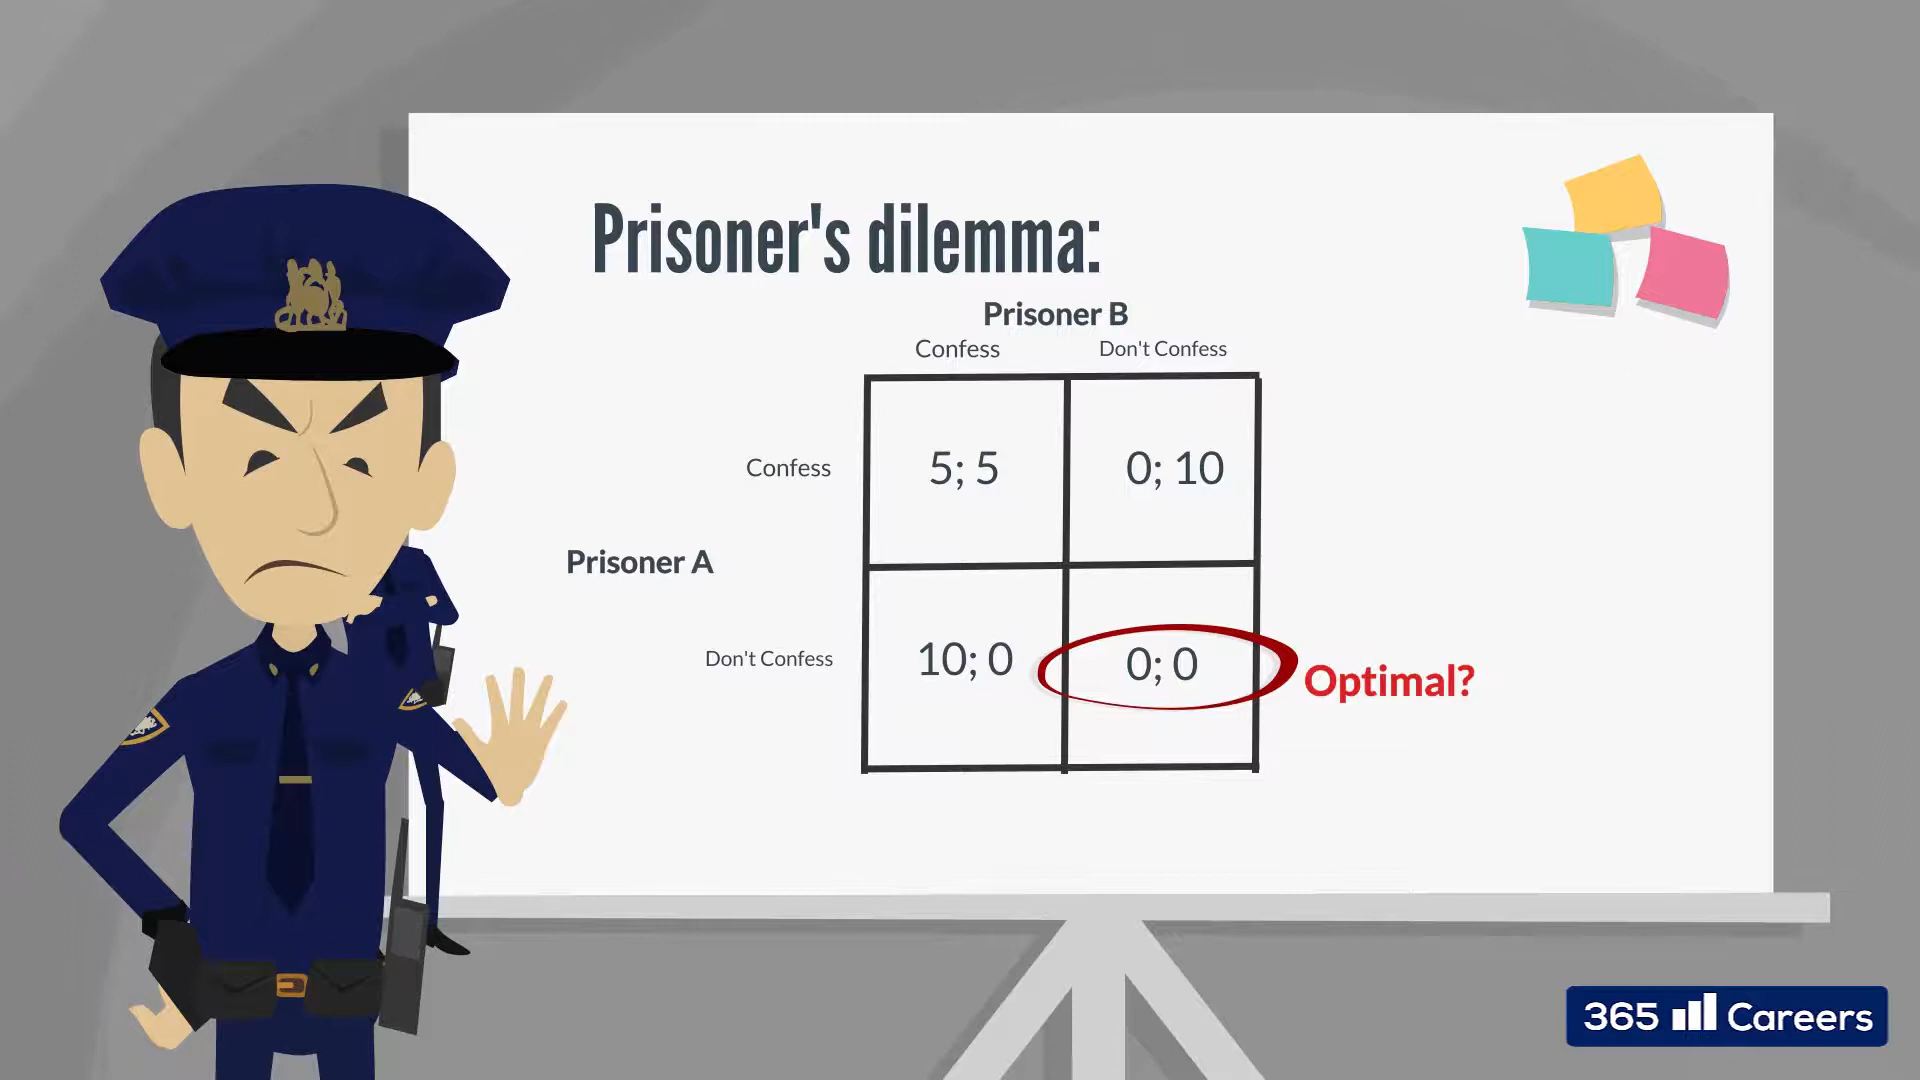 Prisoner's dilemma:
Prisoner B
Confess Don't Confess
Confess 5; 5 0; 10
Prisoner A
Don't Confess 10; 0 0; 0
Optimal?
365 Careers